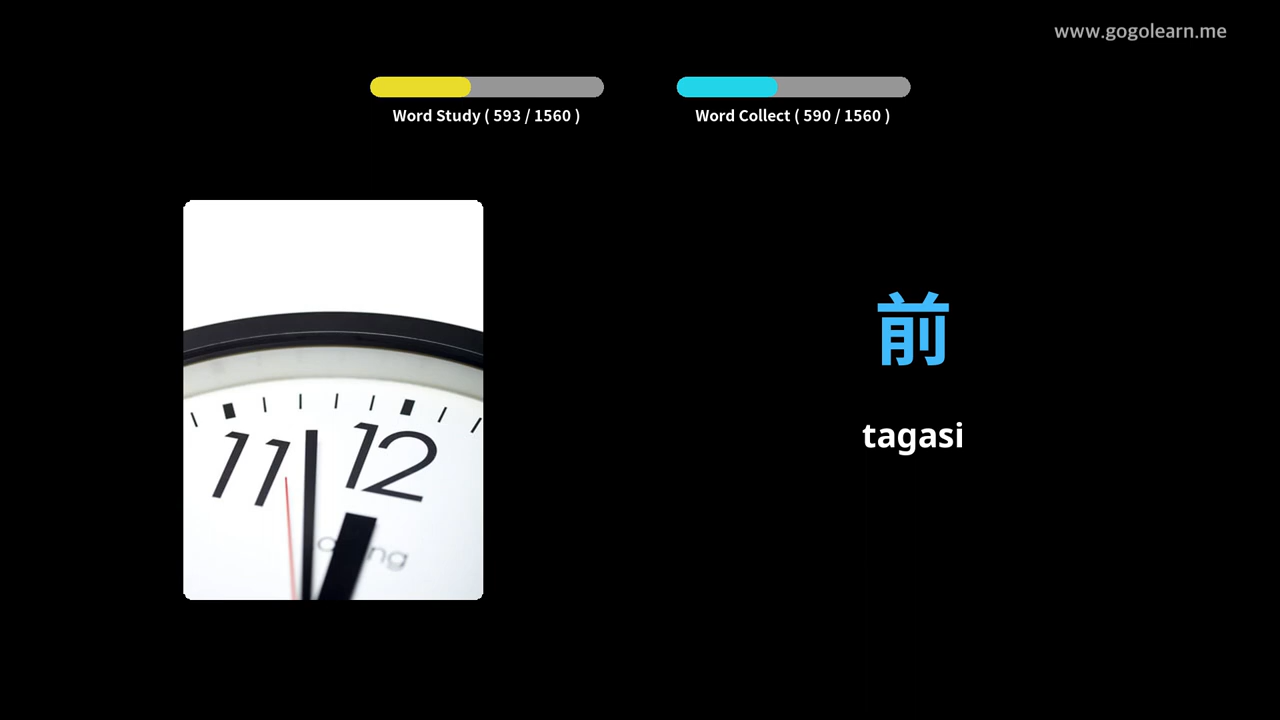 www.gogolearn.me
Word Study ( 593 / 1560 )
Word Collect ( 590 / 1560 )
11 12
前
tagasi